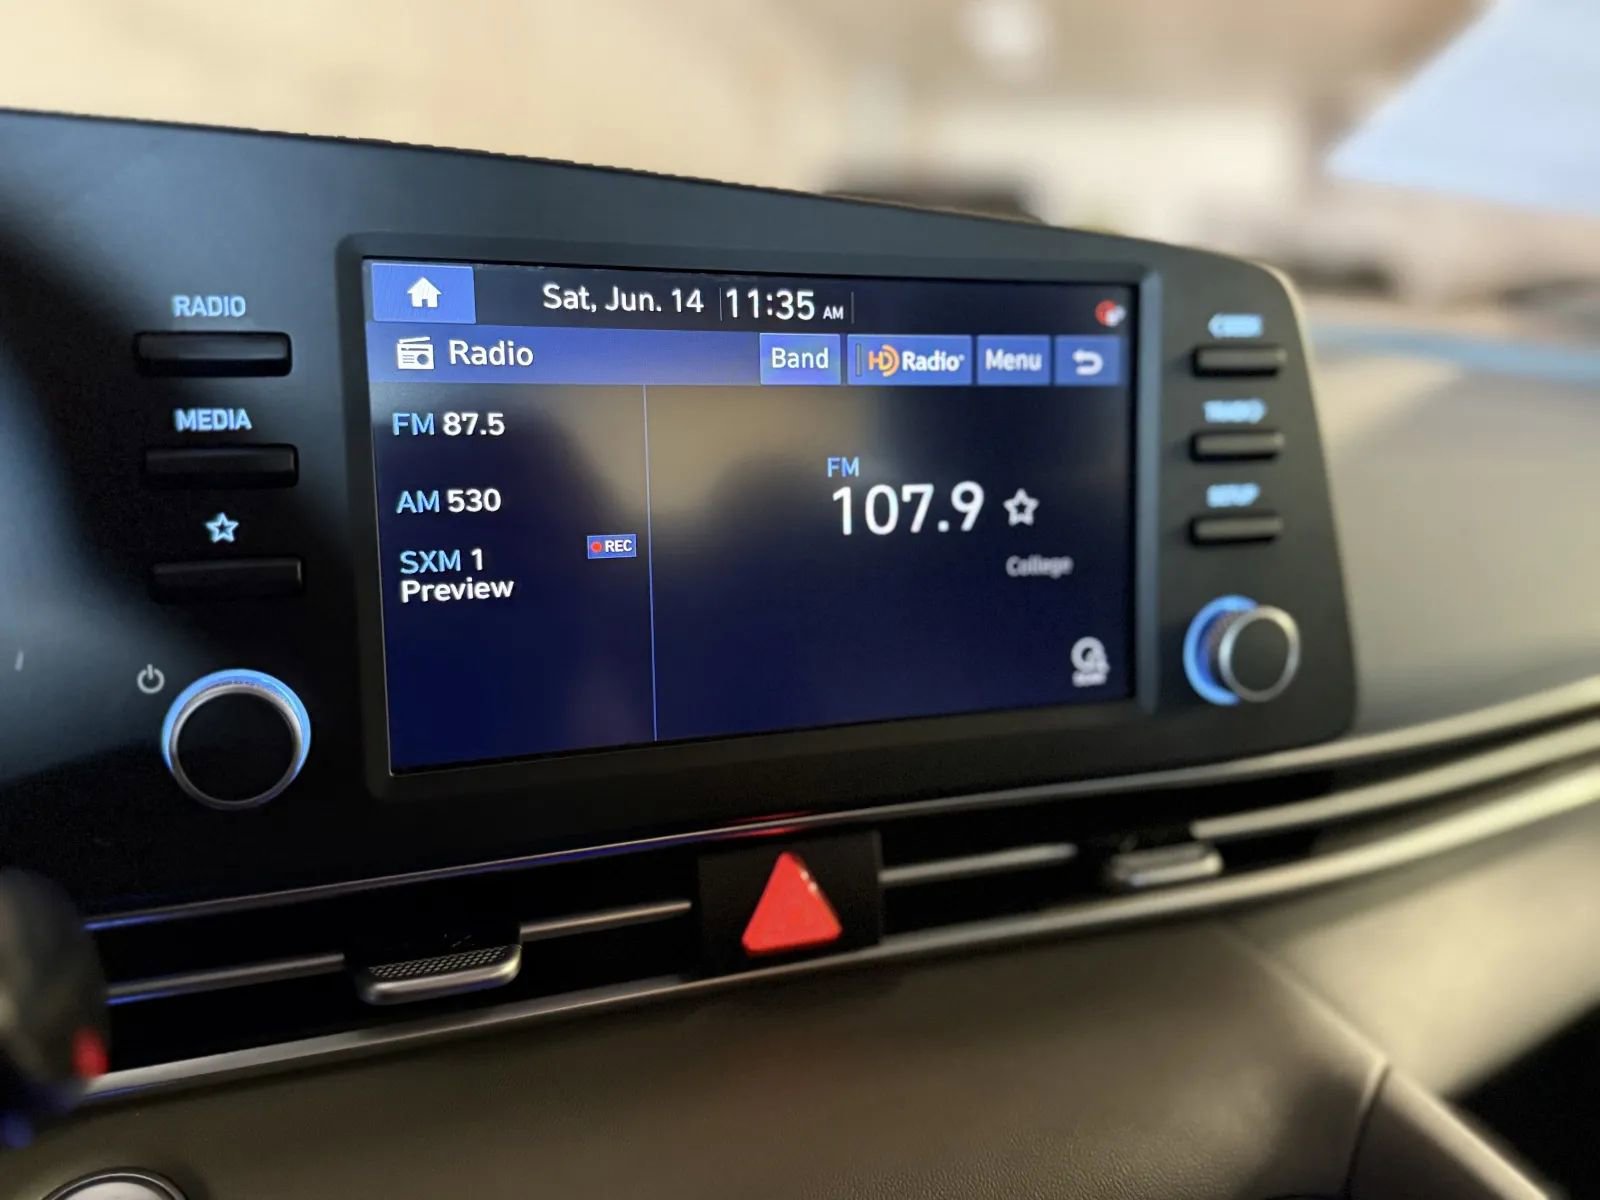 RADIO
MEDIA
Sat, Jun. 14 11:35 AM
Radio
Band
HD Radio
Menu
FM 87.5
AM 530
SXM 1
Preview
REC
FM
107.9
College
SETUP